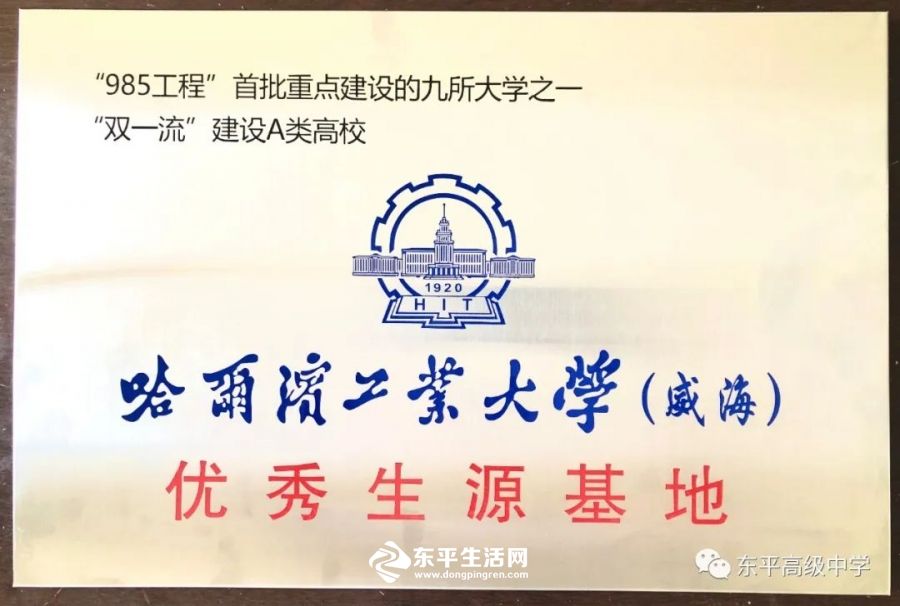 “985工程”首批重点建设的九所大学之一
“双一流”建设A类高校
1920
HIT
哈爾濱工業大學（威海）
优秀生源基地
东平生活网
www.dongpingren.com
东平高级中学